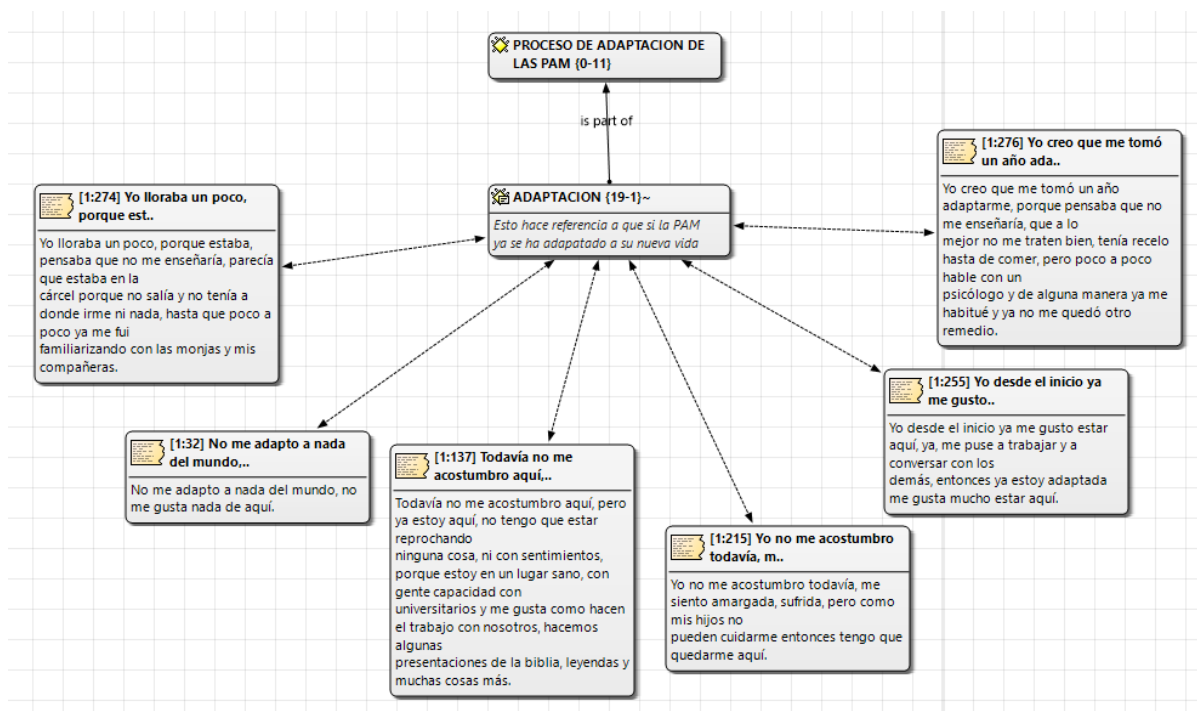 PROCESO DE ADAPTACION DE
LAS PAM {0-11}
is part of
ADAPTACION {19-1}~
Esto hace referencia a que si la PAM
ya se ha adapatado a su nueva vida
[1:274] Yo lloraba un poco,
porque est..
Yo lloraba un poco, porque estaba,
pensaba que no me enseñaría, parecía
que estaba en la
cárcel porque no salía y no tenía a
donde irme ni nada, hasta que poco a
poco ya me fui
familiarizando con las monjas y mis
compañeras.
[1:276] Yo creo que me tomó
un año ada..
Yo creo que me tomó un año
adaptarme, porque pensaba que no
me enseñaría, que a lo
mejor no me traten bien, tenía recelo
hasta de comer, pero poco a poco
hable con un
psicólogo y de alguna manera ya me
habitué y ya no me quedó otro
remedio.
[1:32] No me adapto a nada
del mundo,..
No me adapto a nada del mundo, no
me gusta nada de aquí.
[1:137] Todavía no me
acostumbro aquí,..
Todavía no me acostumbro aquí, pero
ya estoy aquí, no tengo que estar
reprochando
ninguna cosa, ni con sentimientos,
porque estoy en un lugar sano, con
gente capacidad con
universitarios y me gusta como hacen
el trabajo con nosotros, hacemos
algunas
presentaciones de la biblia, leyendas y
muchas cosas más.
[1:215] Yo no me acostumbro
todavía, m..
Yo no me acostumbro todavía, me
siento amargada, sufrida, pero como
mis hijos no
pueden cuidarme entonces tengo que
quedarme aquí.
[1:255] Yo desde el inicio ya
me gusto..
Yo desde el inicio ya me gusto estar
aquí, ya, me puse a trabajar y a
conversar con los
demás, entonces ya estoy adaptada
me gusta mucho estar aquí.